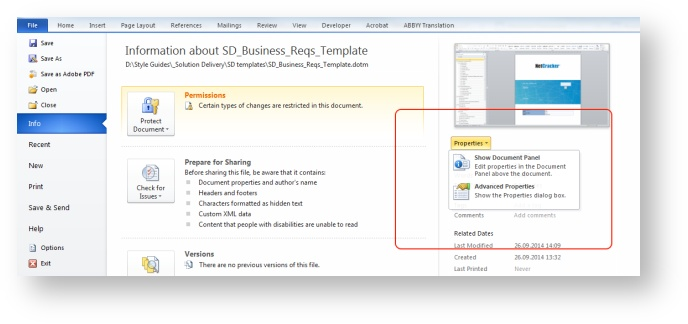 File Home Insert Page Layout References Mailings Review View Developer Acrobat ABBYY Translation
Save
Save As
Save as Adobe PDF
Open
Close
Info
Recent
New
Print
Save & Send
Help
Options
Exit
Information about SD_Business_Reqs_Template
D:\Style Guides\_Solution Delivery\SD templates\SD_Business_Reqs_Template.dotm
Protect
Document
Permissions
Certain types of changes are restricted in this document.
Check for
Issues
Prepare for Sharing
Before sharing this file, be aware that it contains:
Document properties and author's name
Headers and footers
Characters formatted as hidden text
Custom XML data
Content that people with disabilities are unable to read
Versions
There are no previous versions of this file.
NetCracker
Properties
Show Document Panel
Edit properties in the Document
Panel above the document.
Advanced Properties
Show the Properties dialog box.
Comments Add comments
Related Dates
Last Modified 26.09.2014 14:09
Created 26.09.2014 13:32
Last Printed Never